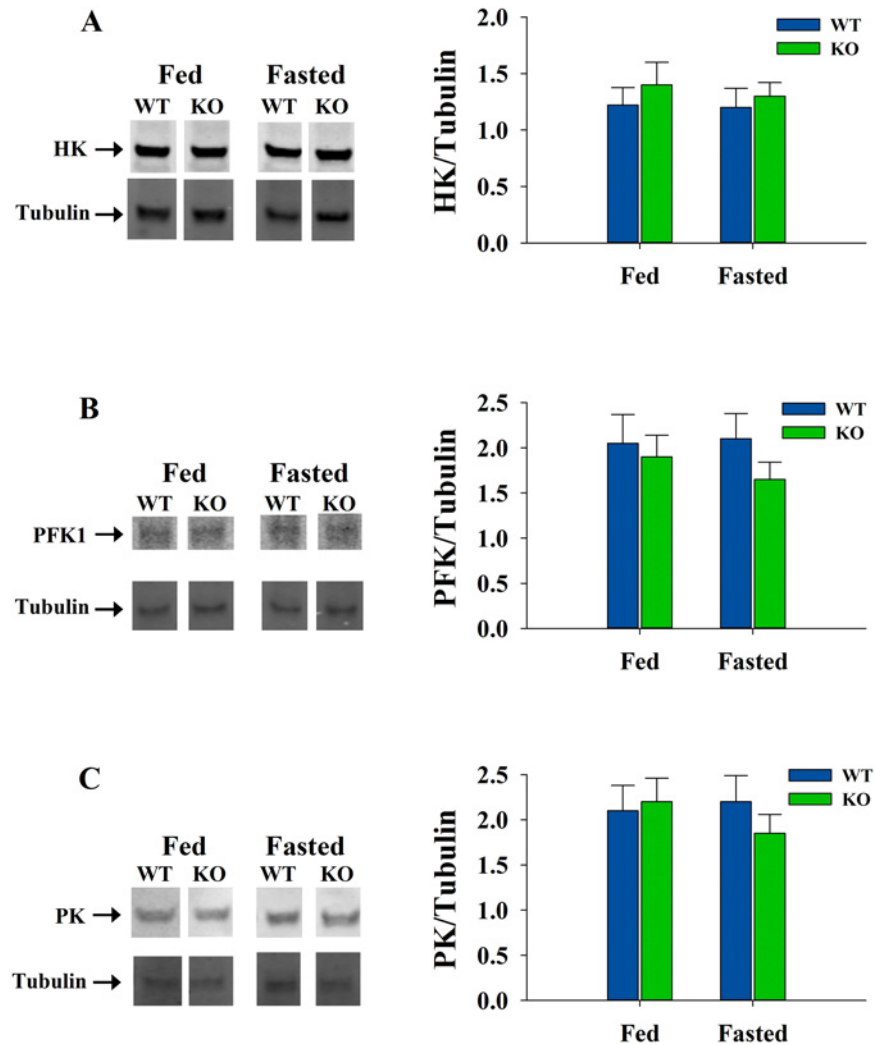 A
Fed Fasted
WT KO WT KO
HK
Tubulin
HK/Tubulin
2.0
1.5
1.0
0.5
0.0
WT
KO
Fed Fasted
B
Fed Fasted
WT KO WT KO
PFK1
Tubulin
PFK/Tubulin
2.5
2.0
1.5
1.0
0.5
0.0
WT
KO
Fed Fasted
C
Fed Fasted
WT KO WT KO
PK
Tubulin
PK/Tubulin
2.5
2.0
1.5
1.0
0.5
0.0
WT
KO
Fed Fasted